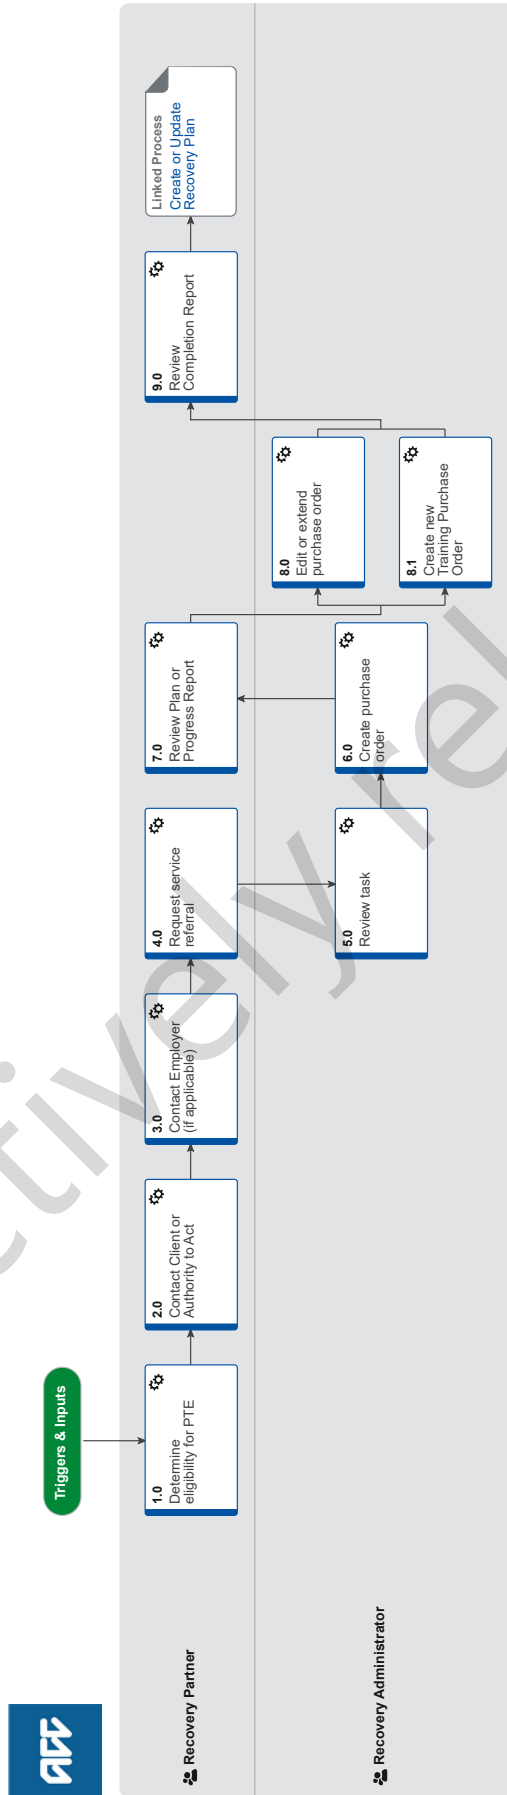 ACC
Triggers & Inputs
Recovery Partner
1.0
Determine
eligibility for PTE
2.0
Contact Client or
Authority to Act
3.0
Contact Employer
(if applicable)
4.0
Request service
referral
7.0
Review Plan or
Progress Report
9.0
Review
Completion Report
Linked Process
Create or Update
Recovery Plan
Recovery Administrator
5.0
Review task
6.0
Create purchase
order
8.0
Edit or extend
purchase order
8.1
Create new
Training Purchase
Order